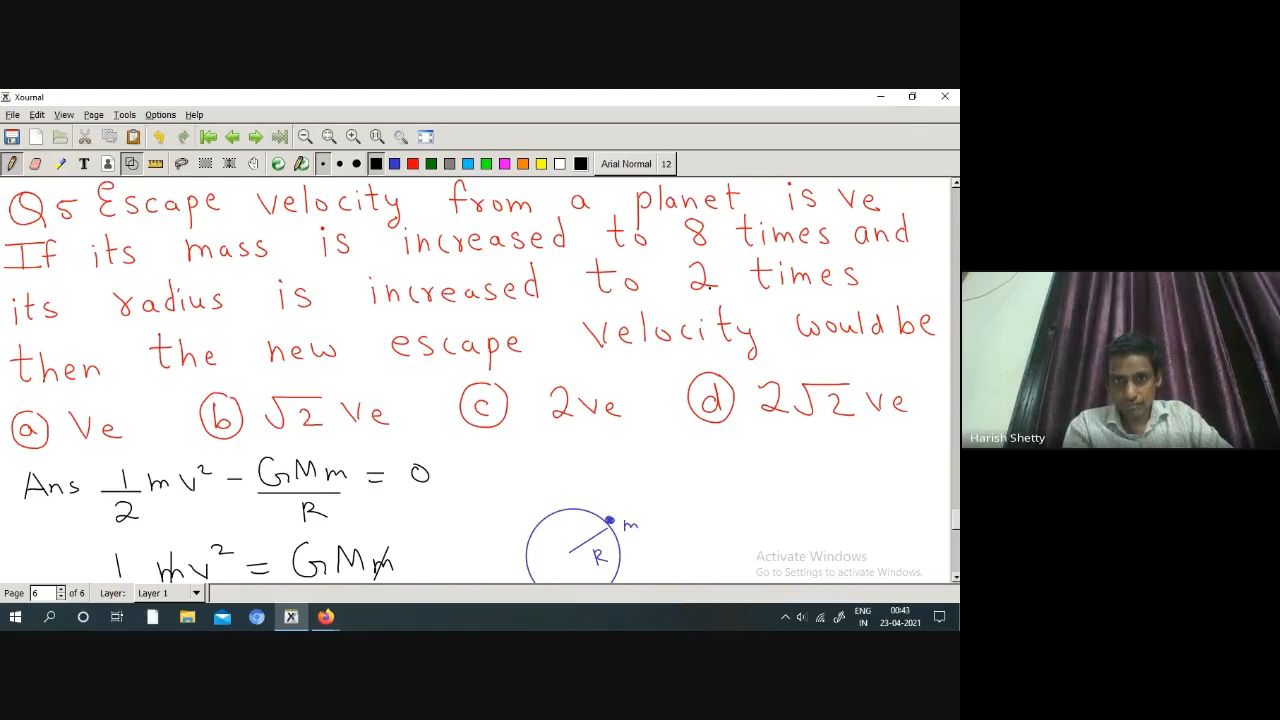 Xournal
File Edit View Page Tools Options Help
Arial Normal 12
Q5 Escape velocity from a planet is ve
If its mass is increased to 8 times and
its radius is increased to 2 times
then the new escape velocity would be
a Ve b √2 Ve c 2ve d 2√2 ve
Ans 1/2 mv² - GMm/R = 0
m
R
1 mv² = GMm
Harish Shetty
Activate Windows
Go to Settings to activate Windows.
Page 6 of 6 Layer: Layer 1
ENG
IN
00:43
23-04-2021